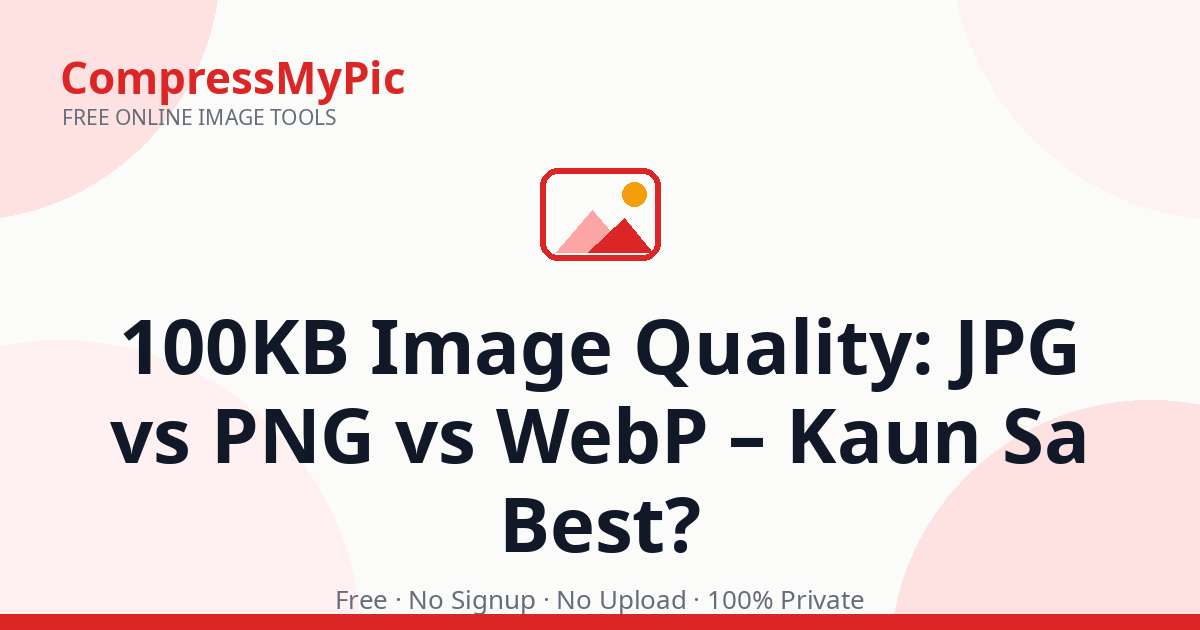 CompressMyPic
FREE ONLINE IMAGE TOOLS
100KB Image Quality: JPG
vs PNG vs WebP – Kaun Sa
Best?
Free · No Signup · No Upload · 100% Private